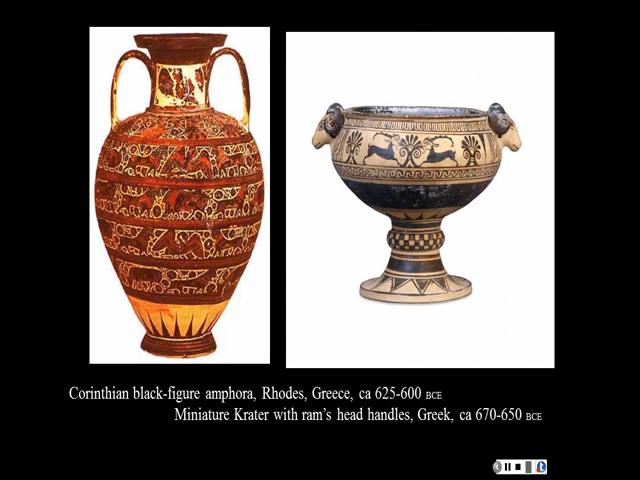 Corinthian black-figure amphora, Rhodes, Greece, ca 625-600 BCE
Miniature Krater with ram's head handles, Greek, ca 670-650 BCE